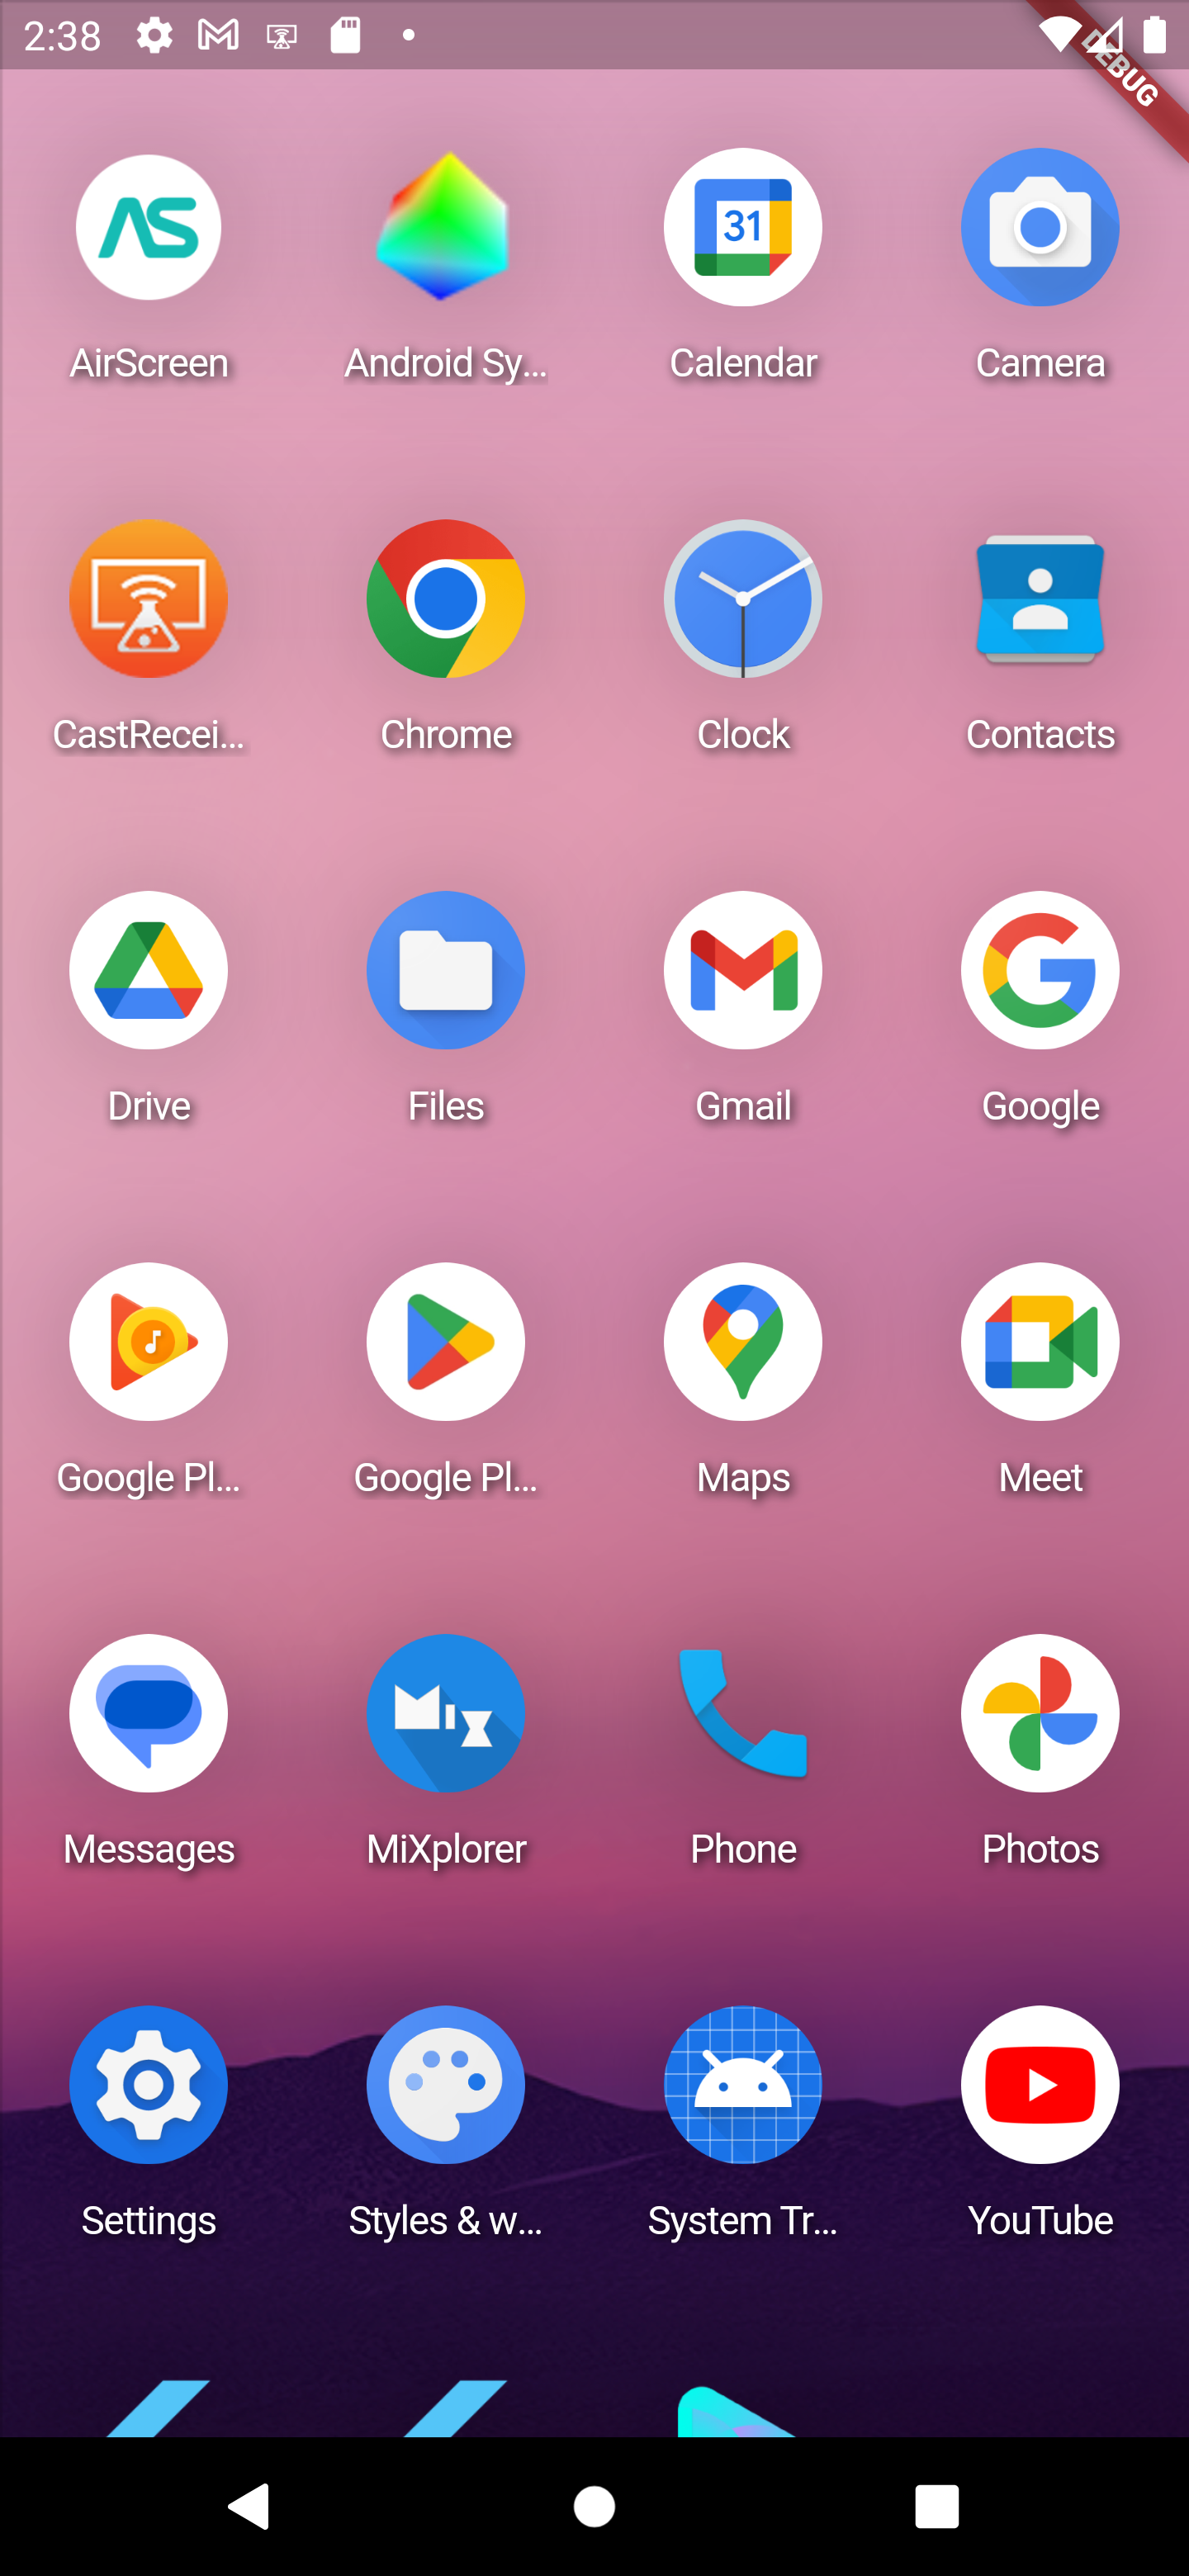 2:38
DEBUG
AirScreen
Android Sy...
31
Calendar
Camera
CastRecei...
Chrome
Clock
Contacts
Drive
Files
Gmail
Google
Google Pl...
Google Pl...
Maps
Meet
Messages
MiXplorer
Phone
Photos
Settings
Styles & w...
System Tr...
YouTube